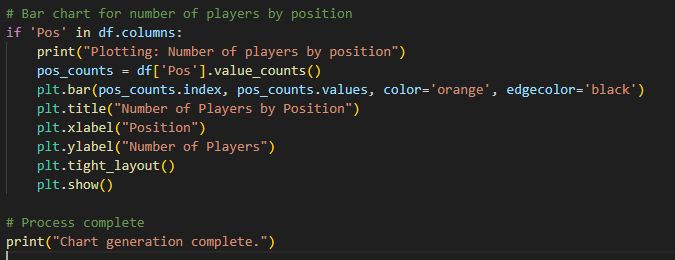 # Bar chart for number of players by position
if 'Pos' in df.columns:
    print("Plotting: Number of players by position")
    pos_counts = df['Pos'].value_counts()
    plt.bar(pos_counts.index, pos_counts.values, color='orange', edgecolor='black')
    plt.title("Number of Players by Position")
    plt.xlabel("Position")
    plt.ylabel("Number of Players")
    plt.tight_layout()
    plt.show()

# Process complete
print("Chart generation complete.")